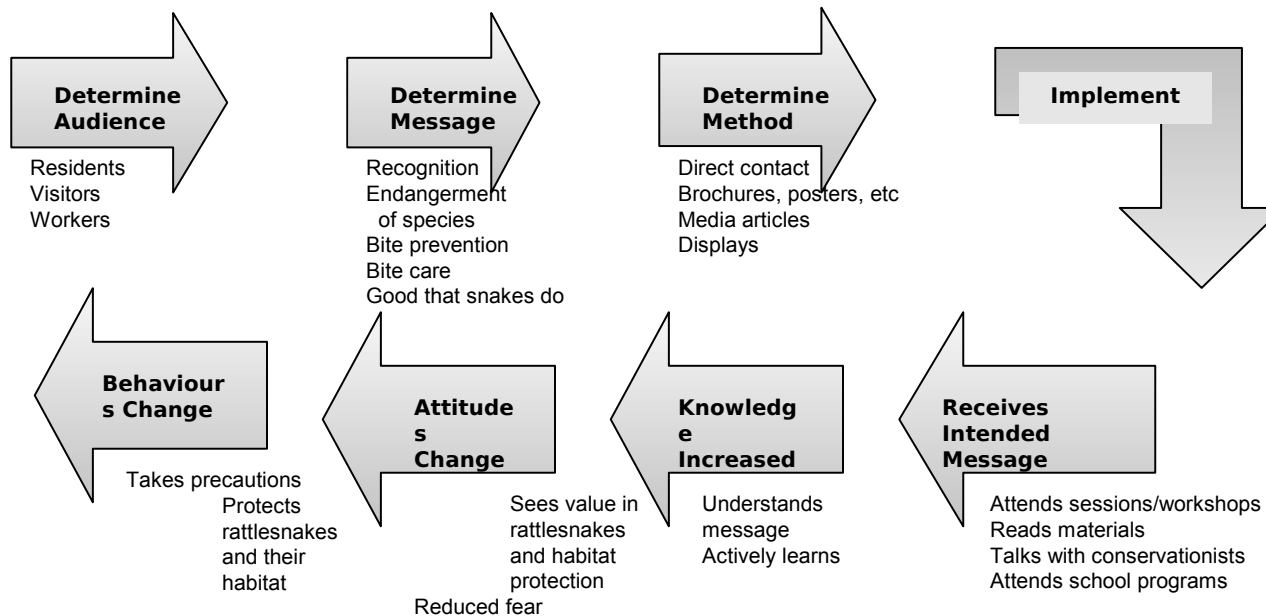 Determine
Audience
Residents
Visitors
Workers
Determine
Message
Recognition
Endangerment
of species
Bite prevention
Bite care
Good that snakes do
Determine
Method
Direct contact
Brochures, posters, etc
Media articles
Displays
Implement
Receives
Intended
Message
Attends sessions/workshops
Reads materials
Talks with conservationists
Attends school programs
Knowledg
e
Increased
Understands
message
Actively learns
Attitude
s
Change
Sees value in
rattlesnakes
and habitat
protection
Reduced fear
Behaviour
s Change
Takes precautions
Protects
rattlesnakes
and their
habitat